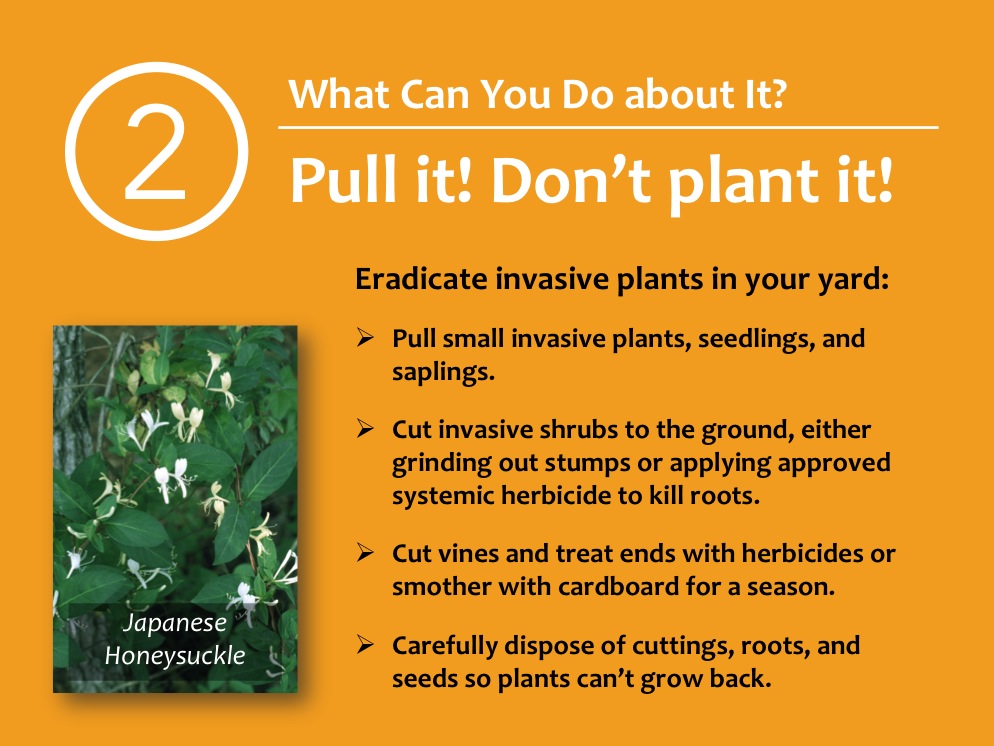 2
What Can You Do about It?
Pull it! Don’t plant it!
Eradicate invasive plants in your yard:
➢ Pull small invasive plants, seedlings, and
saplings.
➢ Cut invasive shrubs to the ground, either
grinding out stumps or applying approved
systemic herbicide to kill roots.
➢ Cut vines and treat ends with herbicides or
smother with cardboard for a season.
➢ Carefully dispose of cuttings, roots, and
seeds so plants can’t grow back.
Japanese
Honeysuckle